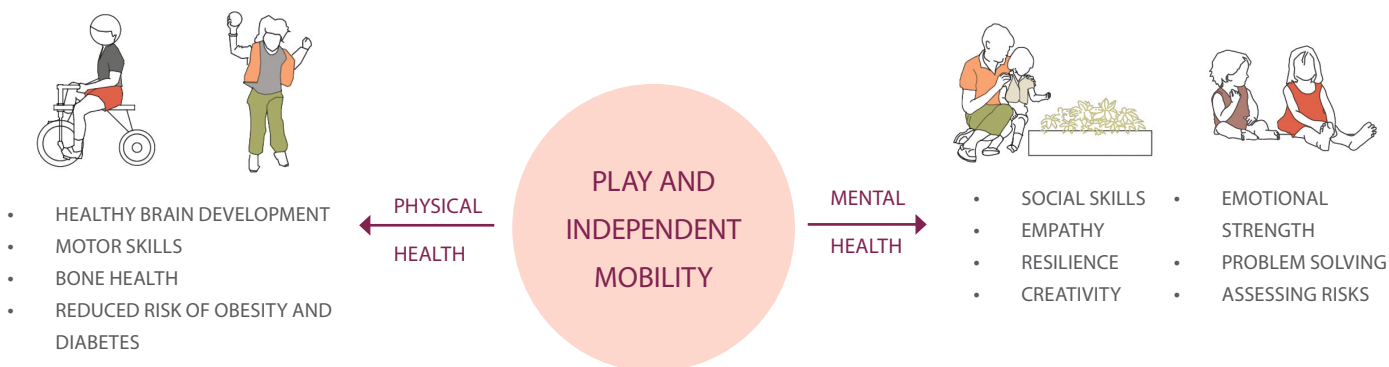 • HEALTHY BRAIN DEVELOPMENT
• MOTOR SKILLS
• BONE HEALTH
• REDUCED RISK OF OBESITY AND
DIABETES
PHYSICAL
HEALTH
PLAY AND
INDEPENDENT
MOBILITY
MENTAL
HEALTH
• SOCIAL SKILLS
• EMPATHY
• RESILIENCE
• CREATIVITY
• EMOTIONAL
STRENGTH
• PROBLEM SOLVING
• ASSESSING RISKS